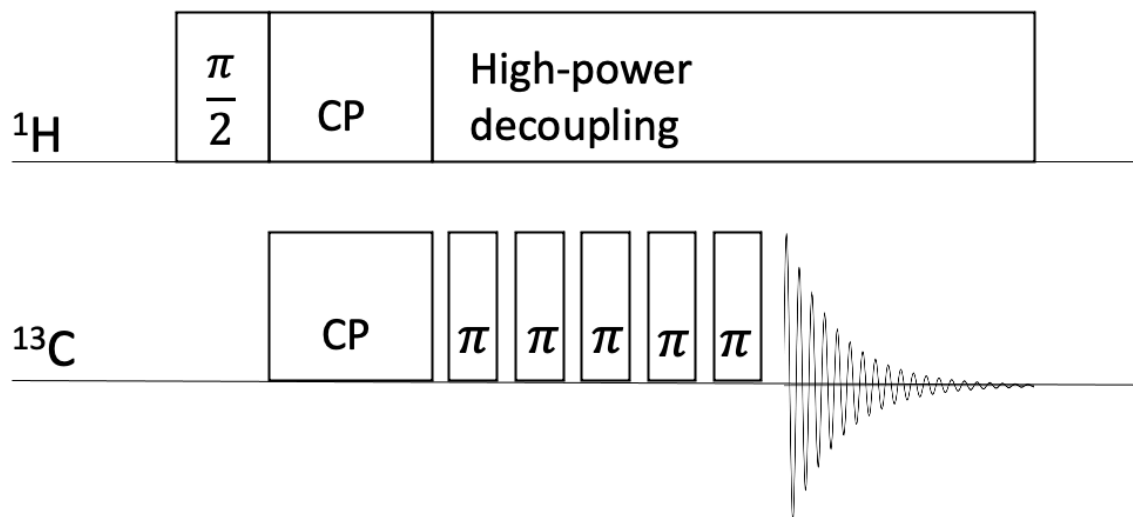 π
2
CP
High-power
decoupling
¹H
CP
π
π
π
π
π
¹³C